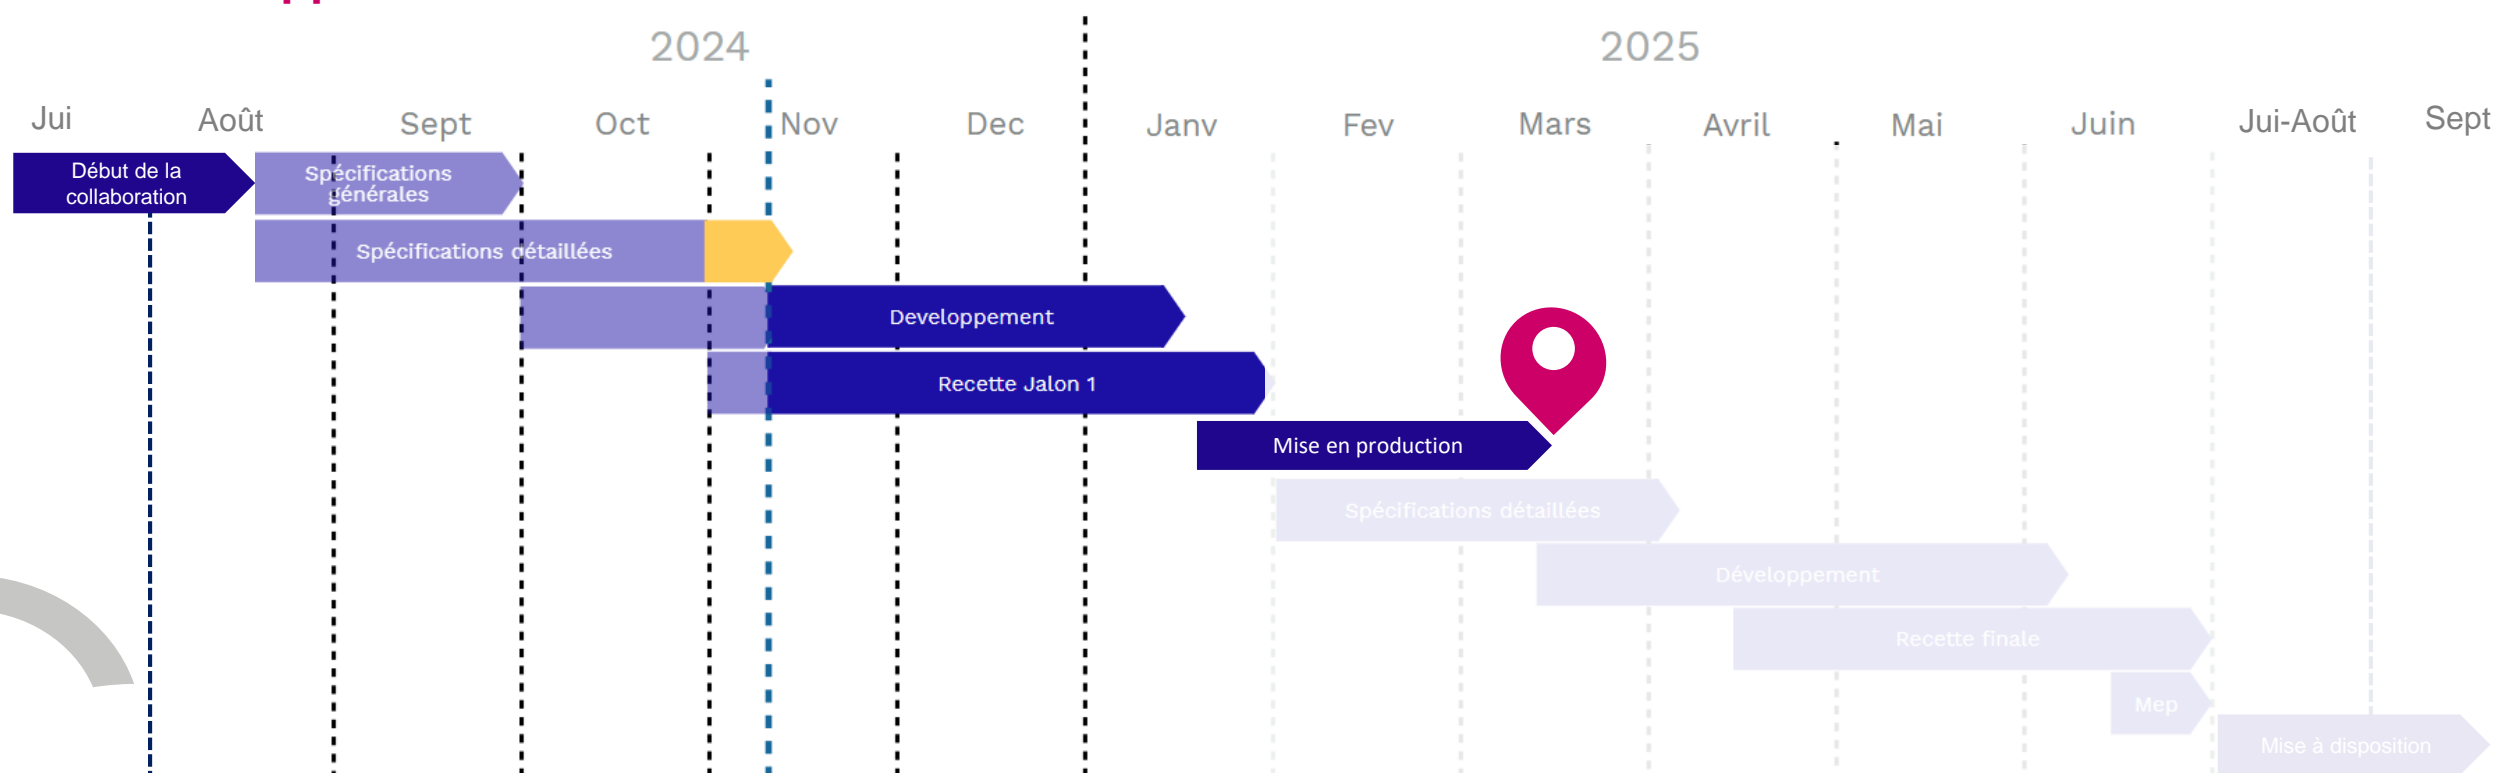 2024
2025
Jui
Août
Sept
Oct
Nov
Dec
Janv
Fev
Mars
Avril
Mai
Juin
Jui-Août
Sept
Début de la
collaboration
Spécifications
générales
Spécifications détaillées
Developpement
Recette Jalon 1
Mise en production
Spécifications détaillées
Développement
Recette finale
Mep
Mise à disposition